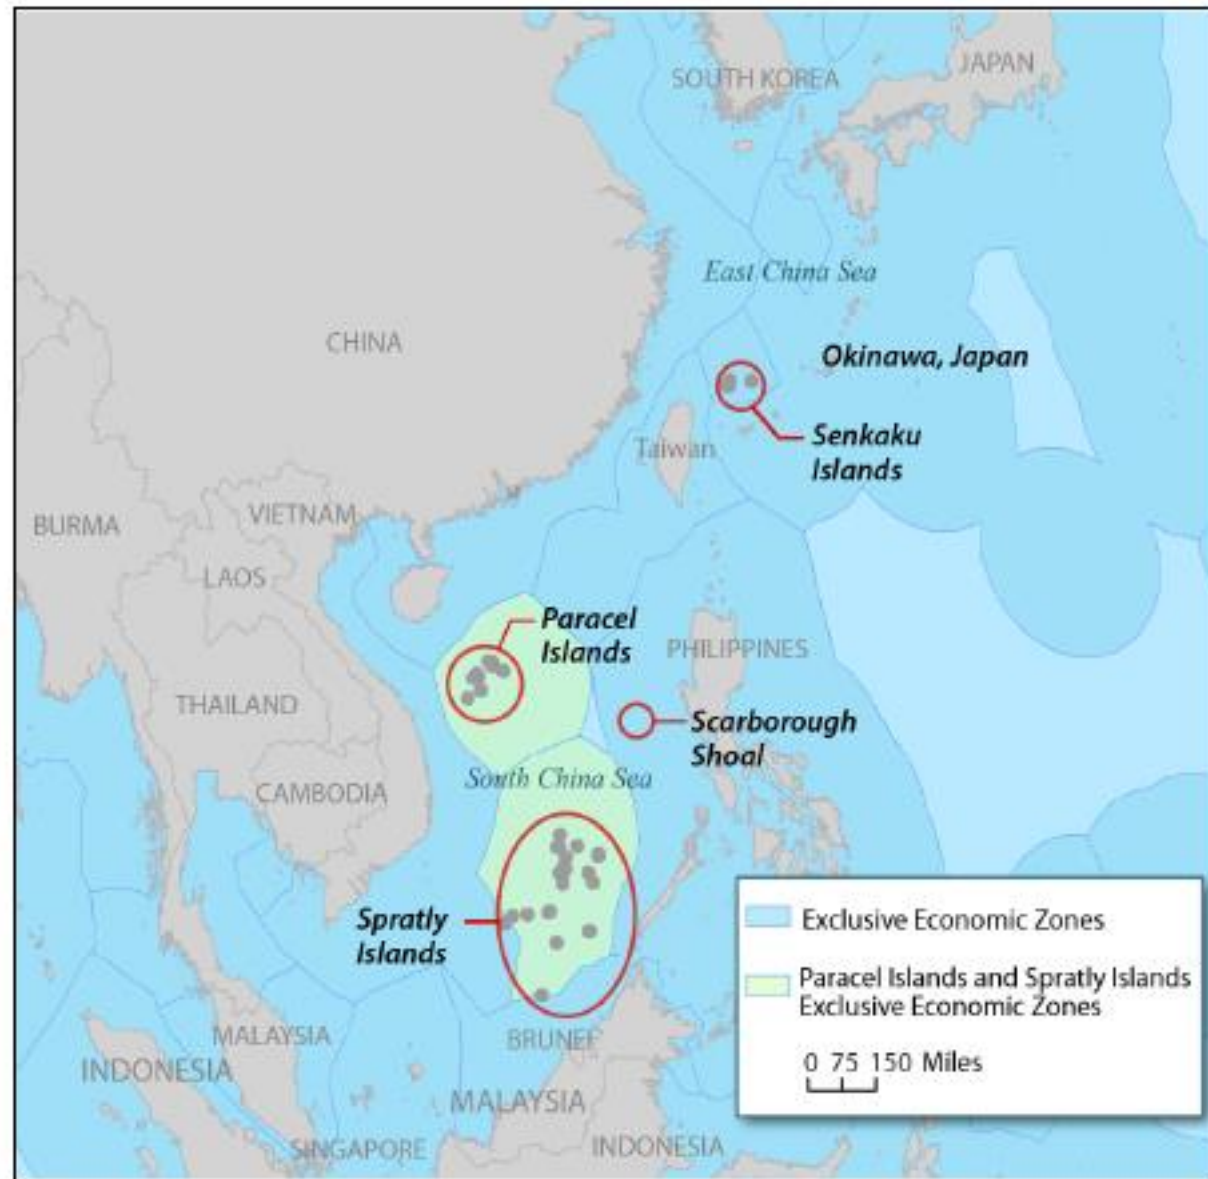 SOUTH KOREA
JAPAN
East China Sea
CHINA
Okinawa, Japan
Senkaku
Islands
Taiwan
BURMA
VIETNAM
LAOS
Paracel
Islands
PHILIPPINES
THAILAND
Scarborough
Shoal
South China Sea
CAMBODIA
Spratly
Islands
Exclusive Economic Zones
Paracel Islands and Spratly Islands
Exclusive Economic Zones
0 75 150 Miles
MALAYSIA
BRUNEI
INDONESIA
MALAYSIA
SINGAPORE
INDONESIA